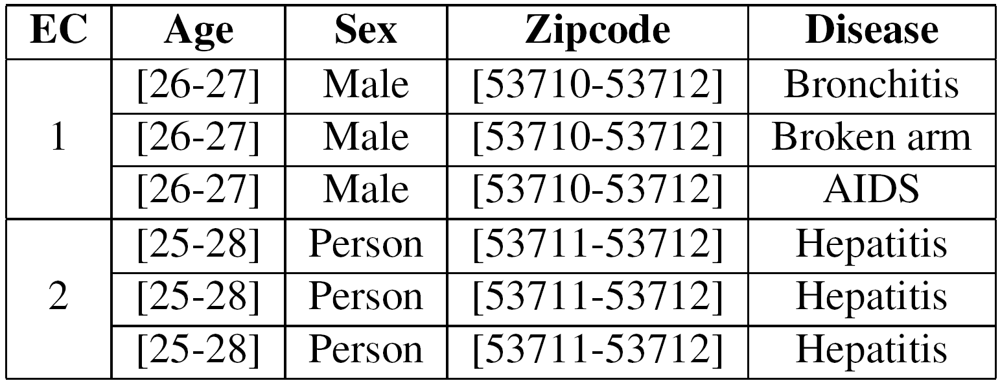 EC Age Sex Zipcode Disease
[26-27] Male [53710-53712] Bronchitis
1 [26-27] Male [53710-53712] Broken arm
[26-27] Male [53710-53712] AIDS
[25-28] Person [53711-53712] Hepatitis
2 [25-28] Person [53711-53712] Hepatitis
[25-28] Person [53711-53712] Hepatitis